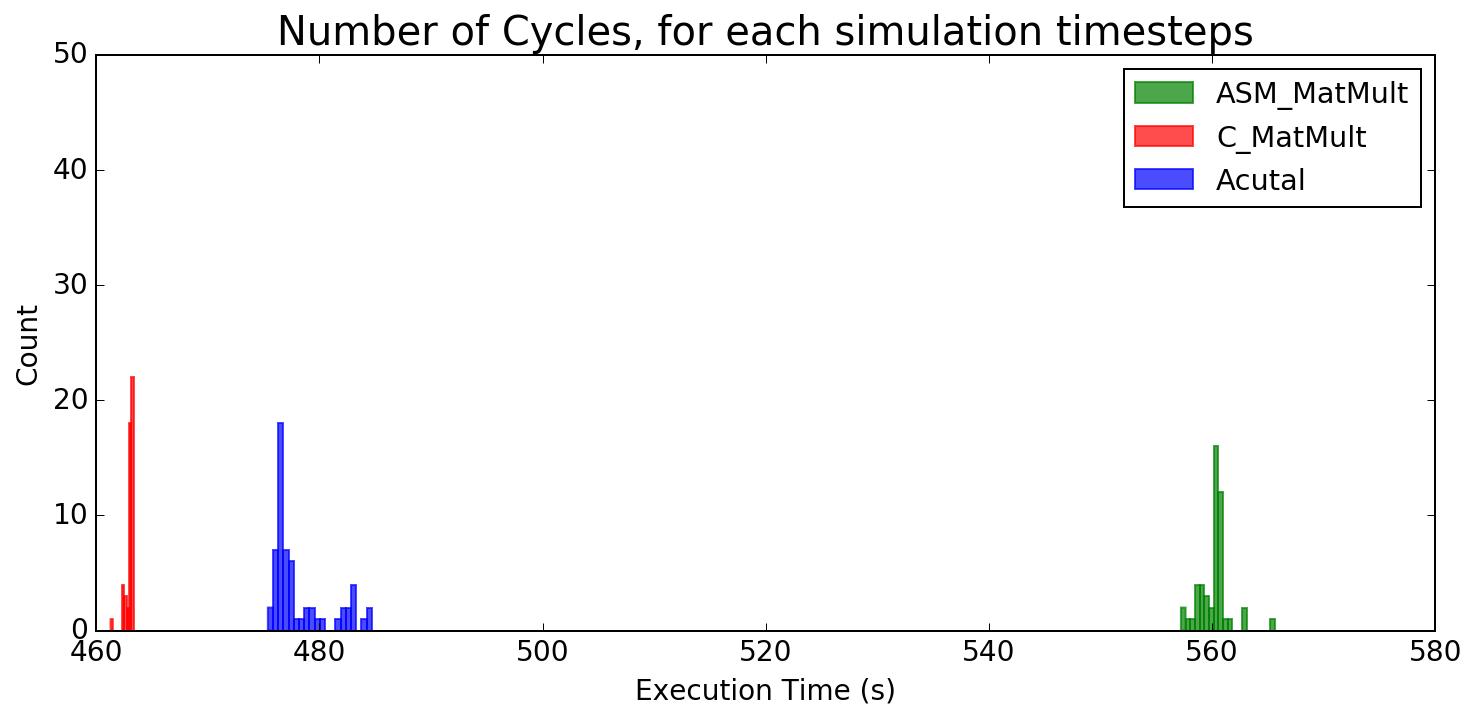 Number of Cycles, for each simulation timesteps
50
40
30
20
10
0
Count
ASM_MatMult
C_MatMult
Acutal
460 480 500 520 540 560 580
Execution Time (s)